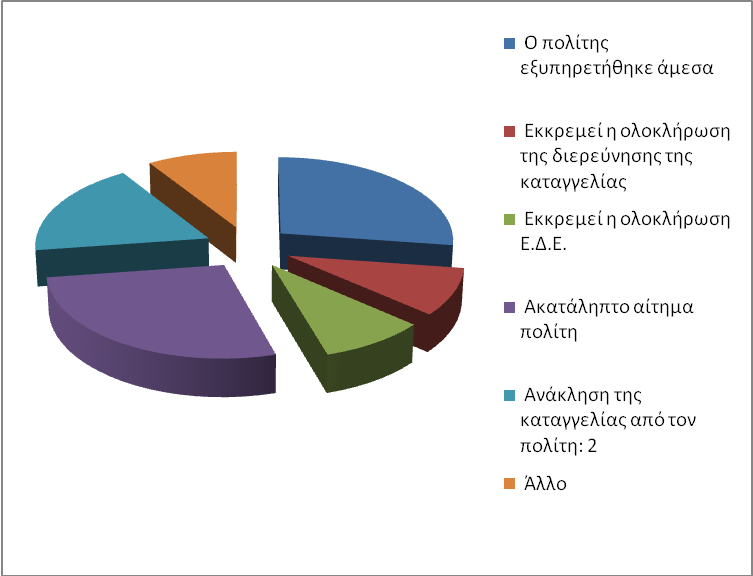 Ο πολίτης
εξυπηρετήθηκε άμεσα
Εκκρεμεί η ολοκλήρωση
της διερεύνησης της
καταγγελίας
Εκκρεμεί η ολοκλήρωση
Ε.Δ.Ε.
Ακατάληπτο αίτημα
πολίτη
Ανάκληση της
καταγγελίας από τον
πολίτη: 2
Άλλο